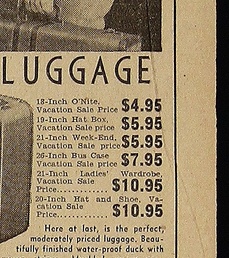 LUGGAGE
18-Inch O'Nite,
Vacation Sale Price $4.95
19-Inch Hat Box,
Vacation Sale price $5.95
21-Inch Week-End,
Vacation Sale price $5.95
26-Inch Bus Case
Vacation Sale Price $7.95
21-Inch Ladies' Wardrobe,
Vacation Sale
Price............ $10.95
20-Inch Hat and Shoe, Va-
cation Sale
Price............ $10.95
Here at last, is the perfect,
moderately priced luggage. Beau-
tifully finished water-proof duck with